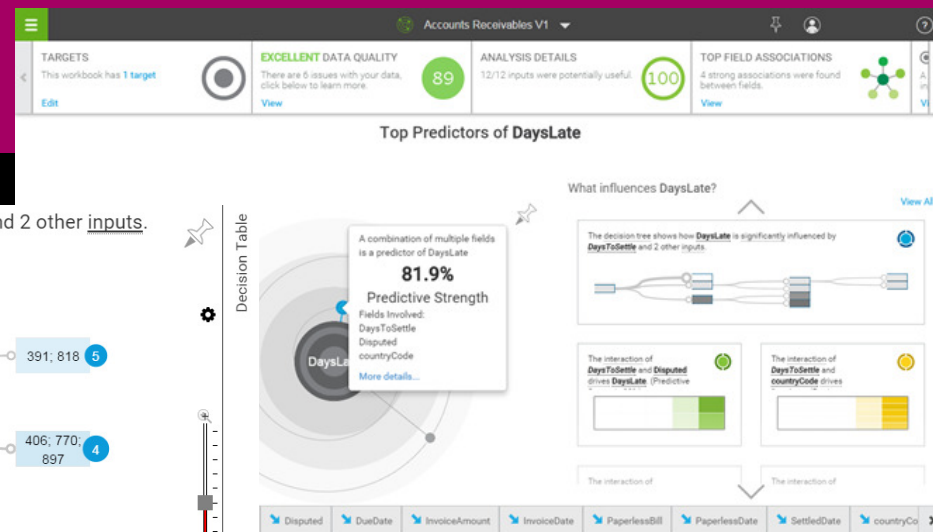 Accounts Receivables V1
?
TARGETS
This workbook has 1 target
Edit
EXCELLENT DATA QUALITY
There are 6 issues with your data,
click below to learn more.
View
89
ANALYSIS DETAILS
12/12 inputs were potentially useful.
100
TOP FIELD ASSOCIATIONS
4 strong associations were found
between fields.
View
Top Predictors of DaysLate
nd 2 other inputs.
391; 818 5
406; 770;
897
4
Decision Table
A combination of multiple fields
is a predictor of DaysLate
81.9%
Predictive Strength
Fields Involved:
DaysToSettle
Disputed
countryCode
More details...
DaysLa
What influences DaysLate?
View Al
The decision tree shows how DaysLate is significantly influenced by
DaysToSettle and 2 other inputs.
The interaction of
DaysToSettle and Disputed
drives DaysLate (Predictive
The interaction of
DaysToSettle and
countryCode drives
The interaction of
The interaction of
Disputed DueDate InvoiceAmount InvoiceDate PaperlessBill PaperlessDate SettledDate countryCo